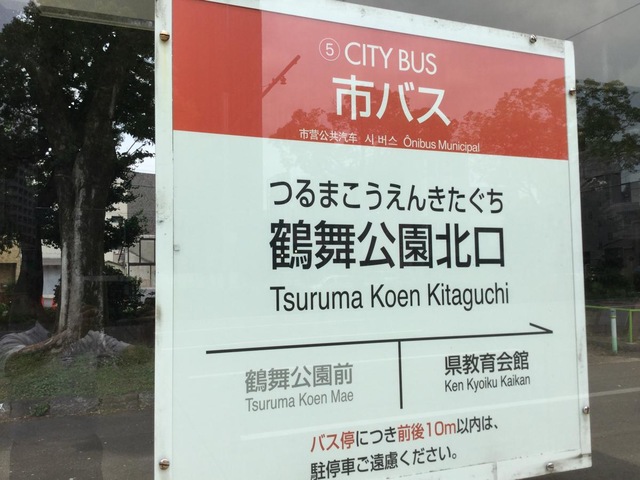 ⑤ CITY BUS
市バス
市营公共汽车 시 버스 Ônibus Municipal
つるまこうえんきたぐち
鶴舞公園北口
Tsuruma Koen Kitaguchi
鶴舞公園前
Tsuruma Koen Mae
県教育会館
Ken Kyoiku Kaikan
バス停につき前後10m以内は、
駐停車ご遠慮ください。